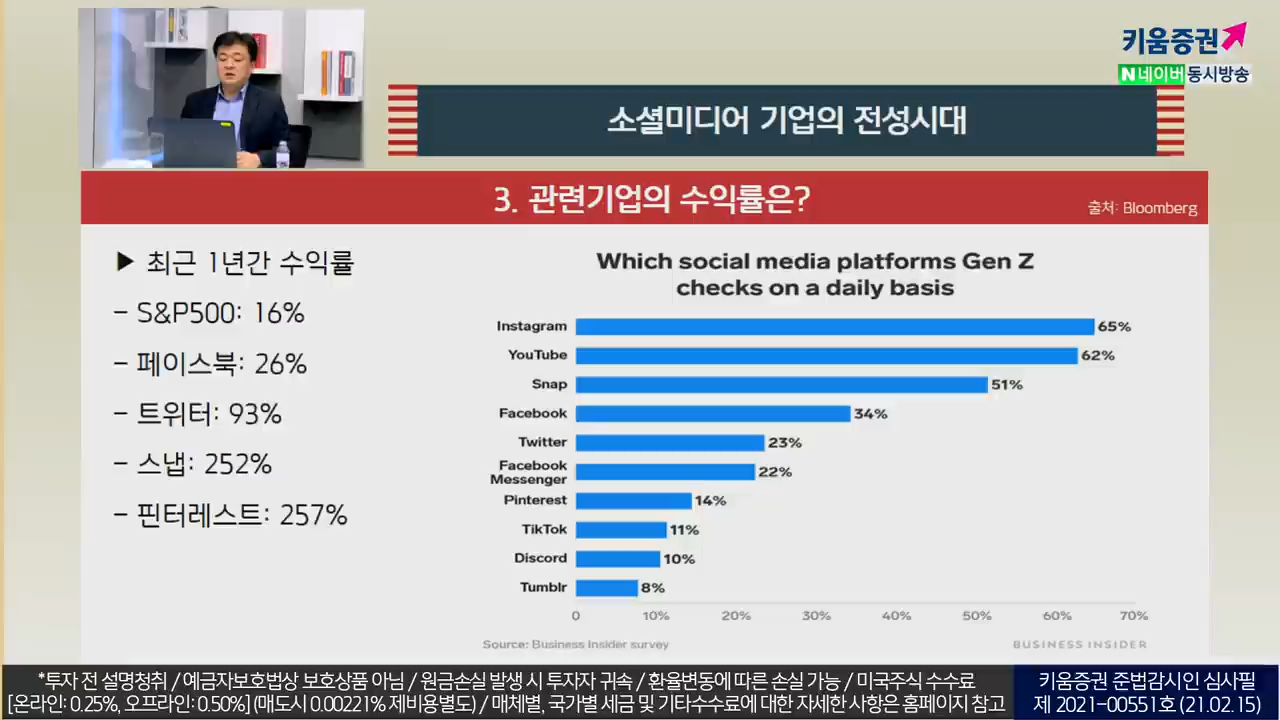 키움증권
N 네이버 동시방송
소셜미디어 기업의 전성시대
3. 관련기업의 수익률은?
출처: Bloomberg
▶ 최근 1년간 수익률
- S&P500: 16%
- 페이스북: 26%
- 트위터: 93%
- 스냅: 252%
- 핀터레스트: 257%
Which social media platforms Gen Z
checks on a daily basis
Instagram 65%
YouTube 62%
Snap 51%
Facebook 34%
Twitter 23%
Facebook
Messenger 22%
Pinterest 14%
TikTok 11%
Discord 10%
Tumblr 8%
0 10% 20% 30% 40% 50% 60% 70%
Source: Business Insider survey
BUSINESS INSIDER
*투자 전 설명청취 / 예금자보호법상 보호상품 아님 / 원금손실 발생 시 투자자 귀속 / 환율변동에 따른 손실 가능 / 미국주식 수수료
[온라인: 0.25%, 오프라인: 0.50%] (매도시 0.00221% 제비용별도) / 매체별, 국가별 세금 및 기타수수료에 대한 자세한 사항은 홈페이지 참고
키움증권 준법감시인 심사필
제 2021-00551호 (21.02.15)